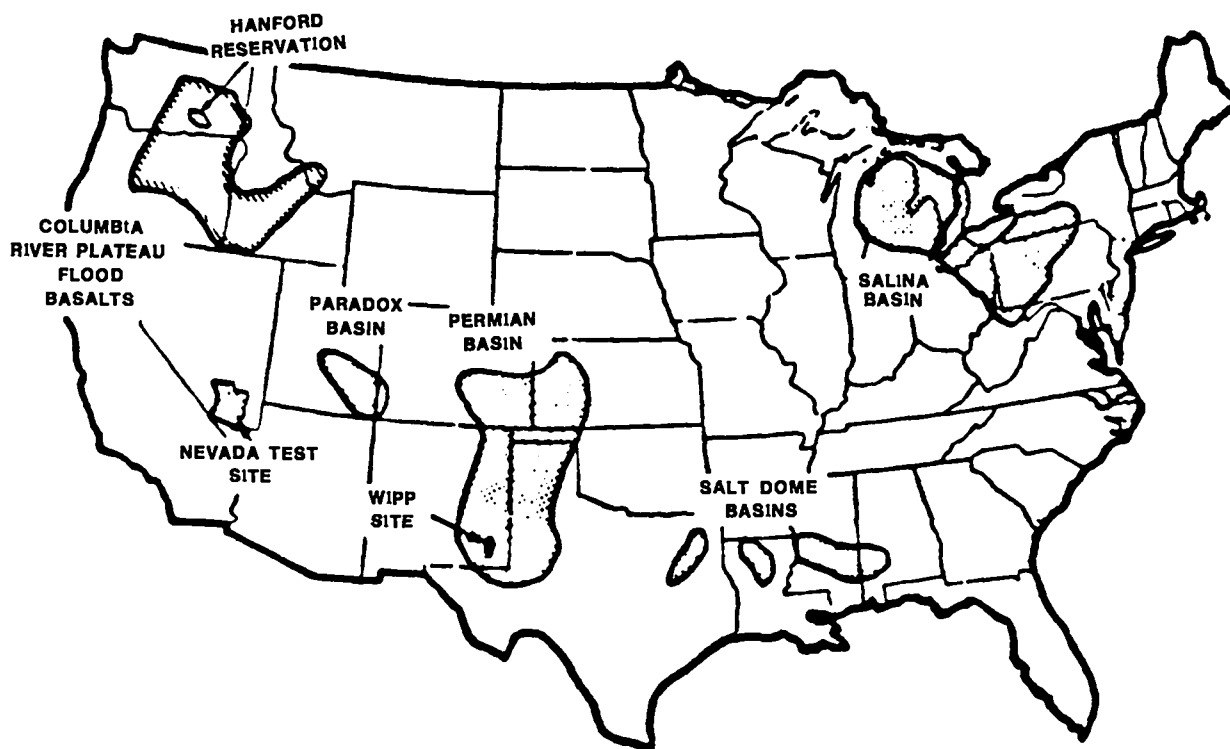 HANFORD
RESERVATION
COLUMBIA
RIVER PLATEAU
FLOOD
BASALTS
PARADOX
BASIN
PERMIAN
BASIN
SALINA
BASIN
NEVADA TEST
SITE
WIPP
SITE
SALT DOME
BASINS